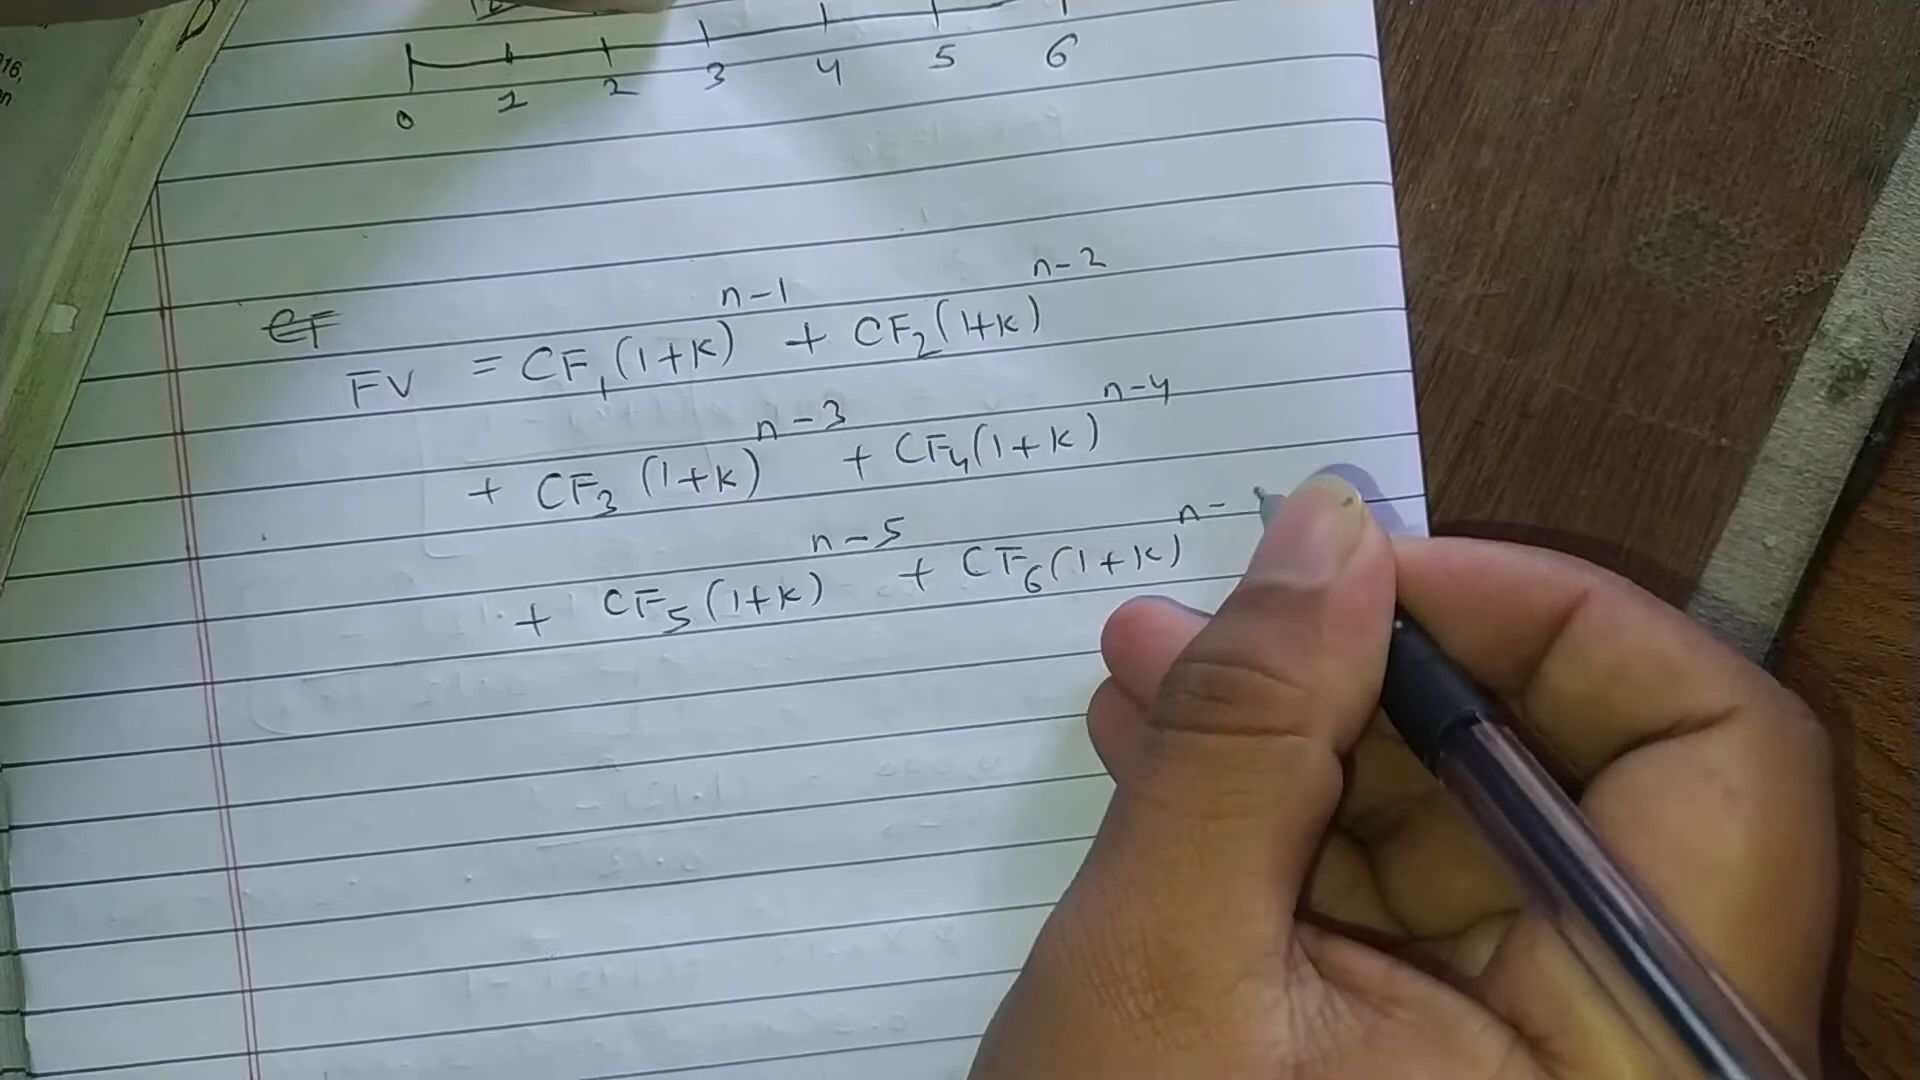 16,
0 1 2 3 4 5 6
FV = CF₁(1+k)ⁿ⁻¹ + CF₂(1+k)ⁿ⁻²
+ CF₃(1+k)ⁿ⁻³ + CF₄(1+k)ⁿ⁻⁴
+ CF₅(1+k)ⁿ⁻⁵ + CF₆(1+k)ⁿ⁻